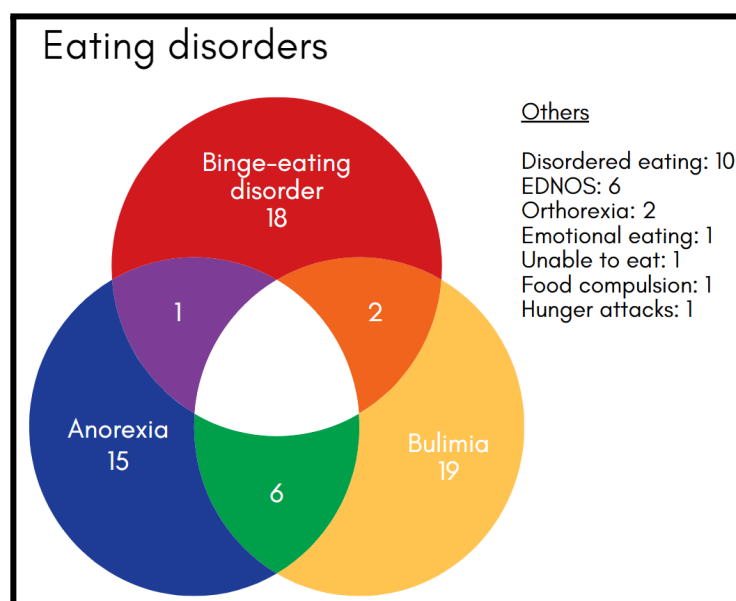 Eating disorders
Others
Disordered eating: 10
EDNOS: 6
Orthorexia: 2
Emotional eating: 1
Unable to eat: 1
Food compulsion: 1
Hunger attacks: 1
Binge-eating
disorder
18
1
2
Anorexia
15
Bulimia
19
6